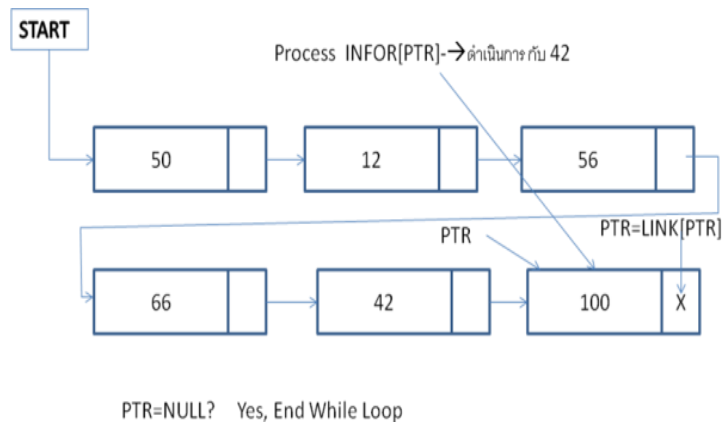 START
Process INFOR[PTR]-→ดำเนินการ กับ 42
50
12
56
PTR
PTR=LINK[PTR]
66
42
100
X
PTR=NULL? Yes, End While Loop